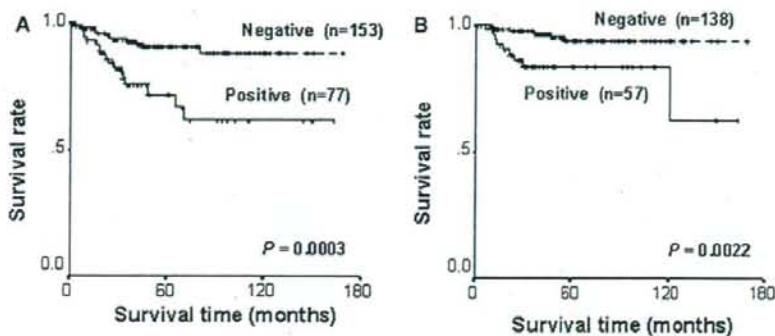 A
1.0
.5
0.0
Survival rate
Negative (n=153)
Positive (n=77)
P = 0.0003
0 60 120 180
Survival time (months)
B
1.0
.5
0.0
Survival rate
Negative (n=138)
Positive (n=57)
P = 0.0022
0 60 120 180
Survival time (months)